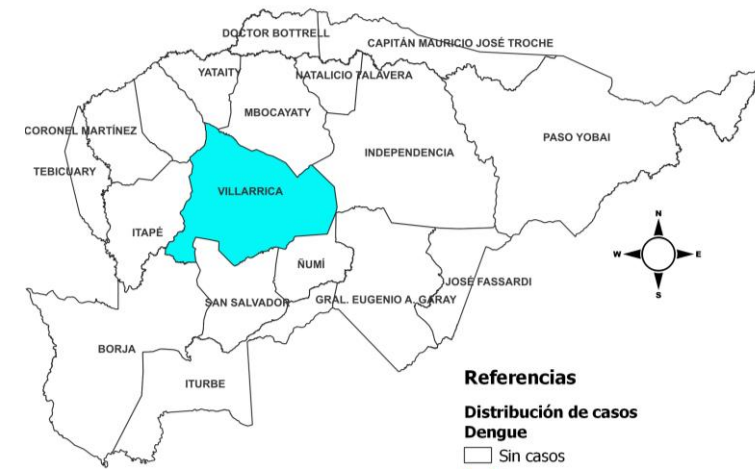 DOCTOR BOTTRELL
CAPITÁN MAURICIO JOSÉ TROCHE
YATAITY
NATALICIO TALAVERA
MBOCAYATY
CORONEL MARTÍNEZ
PASO YOBAI
INDEPENDENCIA
TEBICUARY
VILLARRICA
ITAPÉ
N
W
E
S
ÑUMÍ
JOSÉ FASSARDI
SAN SALVADOR
GRAL. EUGENIO A. GARAY
BORJA
ITURBE
Referencias
Distribución de casos
Dengue
Sin casos